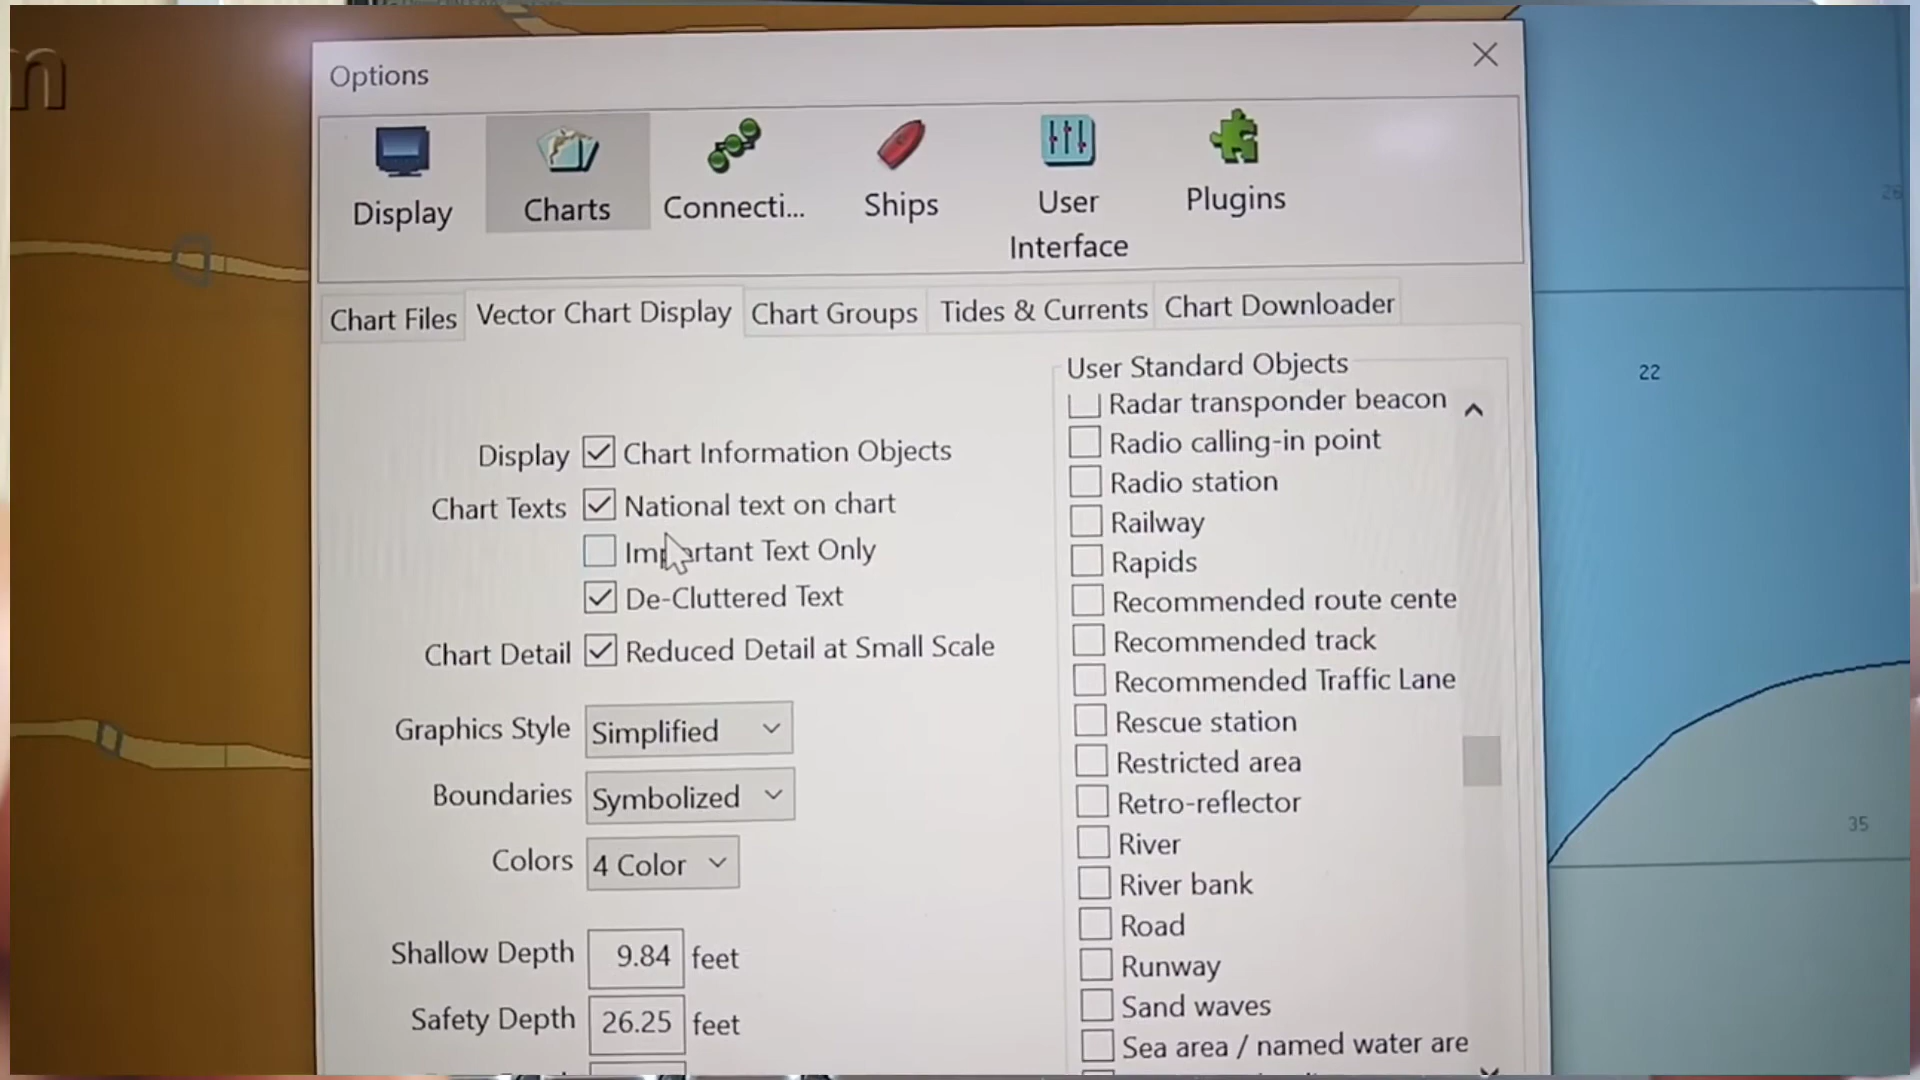 Options
Display
Charts
Connecti...
Ships
User
Interface
Plugins
Chart Files
Vector Chart Display
Chart Groups
Tides & Currents
Chart Downloader
Display
Chart Information Objects
Chart Texts
National text on chart
Important Text Only
De-Cluttered Text
Chart Detail
Reduced Detail at Small Scale
Graphics Style
Simplified
Boundaries
Symbolized
Colors
4 Color
Shallow Depth
9.84 feet
Safety Depth
26.25 feet
User Standard Objects
Radar transponder beacon
Radio calling-in point
Radio station
Railway
Rapids
Recommended route cente
Recommended track
Recommended Traffic Lane
Rescue station
Restricted area
Retro-reflector
River
River bank
Road
Runway
Sand waves
Sea area / named water are
22
35